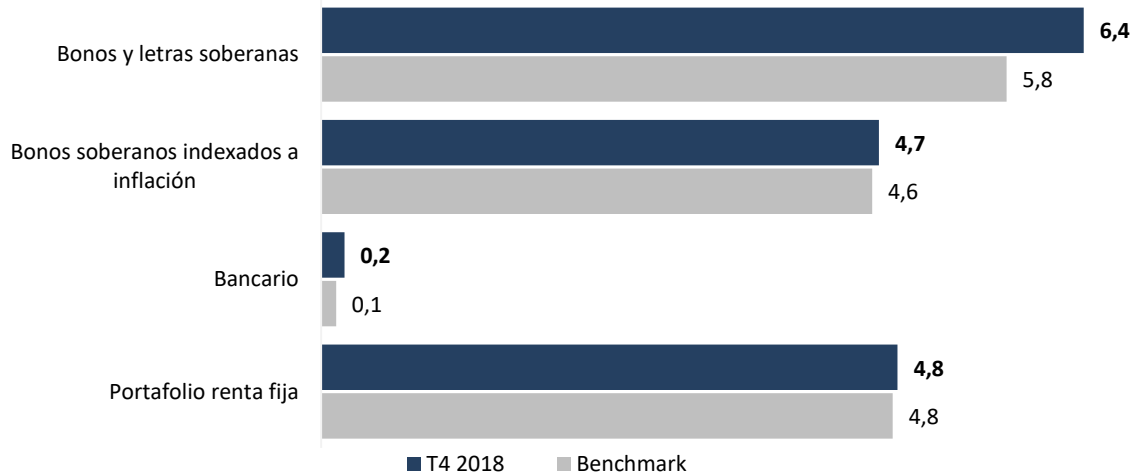 Bonos y letras soberanas
6,4
5,8
Bonos soberanos indexados a
inflación
4,7
4,6
Bancario
0,2
0,1
Portafolio renta fija
4,8
4,8
T4 2018
Benchmark